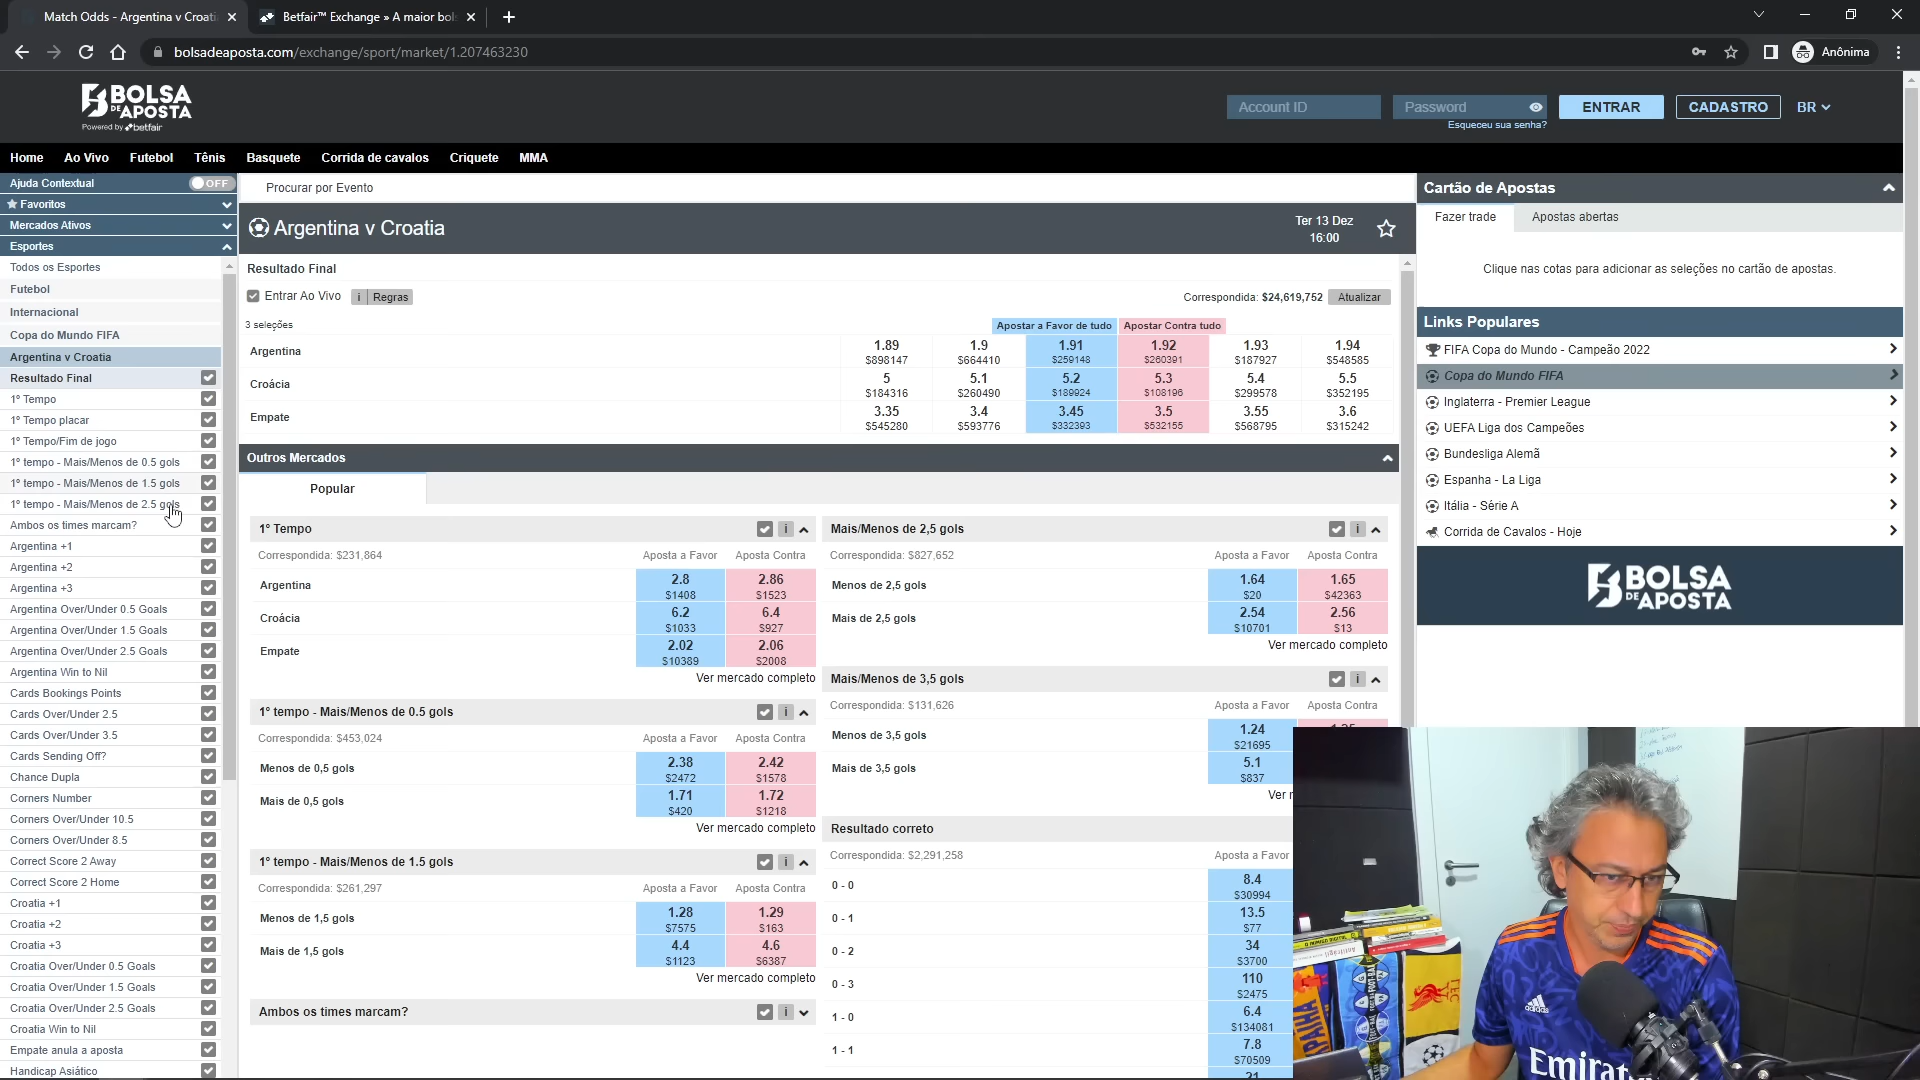 Match Odds - Argentina v Croati
Betfair™ Exchange » A maior bol
bolsadeaposta.com/exchange/sport/market/1.207463230
Anônima
BOLSA
DE APOSTA
Powered by betfair
Account ID
Password
ENTRAR
CADASTRO
BR
Esqueceu sua senha?
Home
Ao Vivo
Futebol
Tênis
Basquete
Corrida de cavalos
Criquete
MMA
Ajuda Contextual
OFF
Favoritos
Mercados Ativos
Esportes
Todos os Esportes
Futebol
Internacional
Copa do Mundo FIFA
Argentina v Croatia
Resultado Final
1º Tempo
1º Tempo placar
1º Tempo/Fim de jogo
1º tempo - Mais/Menos de 0.5 gols
1º tempo - Mais/Menos de 1.5 gols
1º tempo - Mais/Menos de 2.5 gols
Ambos os times marcam?
Argentina +1
Argentina +2
Argentina +3
Argentina Over/Under 0.5 Goals
Argentina Over/Under 1.5 Goals
Argentina Over/Under 2.5 Goals
Argentina Win to Nil
Cards Bookings Points
Cards Over/Under 2.5
Cards Over/Under 3.5
Cards Sending Off?
Chance Dupla
Corners Number
Corners Over/Under 10.5
Corners Over/Under 8.5
Correct Score 2 Away
Correct Score 2 Home
Croatia +1
Croatia +2
Croatia +3
Croatia Over/Under 0.5 Goals
Croatia Over/Under 1.5 Goals
Croatia Over/Under 2.5 Goals
Croatia Win to Nil
Empate anula a aposta
Handicap Asiático
Procurar por Evento
Argentina v Croatia
Ter 13 Dez
16:00
Resultado Final
Entrar Ao Vivo
i Regras
Correspondida: $24,619,752
Atualizar
3 seleções
Apostar a Favor de tudo
Apostar Contra tudo
Argentina
1.89 1.9 1.91 1.92 1.93 1.94
$898147 $664410 $259148 $260391 $187927 $548585
Croácia
5 5.1 5.2 5.3 5.4 5.5
$184316 $260490 $189924 $108196 $299578 $352195
Empate
3.35 3.4 3.45 3.5 3.55 3.6
$545280 $593776 $332393 $532155 $568795 $315242
Outros Mercados
Popular
1º Tempo
i
Correspondida: $231,864
Aposta a Favor Aposta Contra
Argentina
2.8 2.86
$1408 $1523
Croácia
6.2 6.4
$1033 $927
Empate
2.02 2.06
$10389 $2008
Ver mercado completo
1º tempo - Mais/Menos de 0.5 gols
i
Correspondida: $453,024
Aposta a Favor Aposta Contra
Menos de 0,5 gols
2.38 2.42
$2472 $1578
Mais de 0,5 gols
1.71 1.72
$420 $1218
Ver mercado completo
1º tempo - Mais/Menos de 1.5 gols
i
Correspondida: $261,297
Aposta a Favor Aposta Contra
Menos de 1,5 gols
1.28 1.29
$7575 $163
Mais de 1,5 gols
4.4 4.6
$1123 $6387
Ver mercado completo
Ambos os times marcam?
i
Mais/Menos de 2,5 gols
i
Correspondida: $827,652
Aposta a Favor Aposta Contra
Menos de 2,5 gols
1.64 1.65
$20 $42363
Mais de 2,5 gols
2.54 2.56
$10701 $13
Ver mercado completo
Mais/Menos de 3,5 gols
i
Correspondida: $131,626
Aposta a Favor Aposta Contra
Menos de 3,5 gols
1.24
$21695
Mais de 3,5 gols
5.1
$837
Ver
Resultado correto
Correspondida: $2,291,258
Aposta a Favor
0 - 0
8.4
$30994
0 - 1
13.5
$77
0 - 2
34
$3700
0 - 3
110
$2475
1 - 0
6.4
$134081
1 - 1
7.8
$70509
21
Cartão de Apostas
Fazer trade
Apostas abertas
Clique nas cotas para adicionar as seleções no cartão de apostas.
Links Populares
FIFA Copa do Mundo - Campeão 2022
Copa do Mundo FIFA
Inglaterra - Premier League
UEFA Liga dos Campeões
Bundesliga Alemã
Espanha - La Liga
Itália - Série A
Corrida de Cavalos - Hoje
BOLSA
DE APOSTA
adidas
Emirat